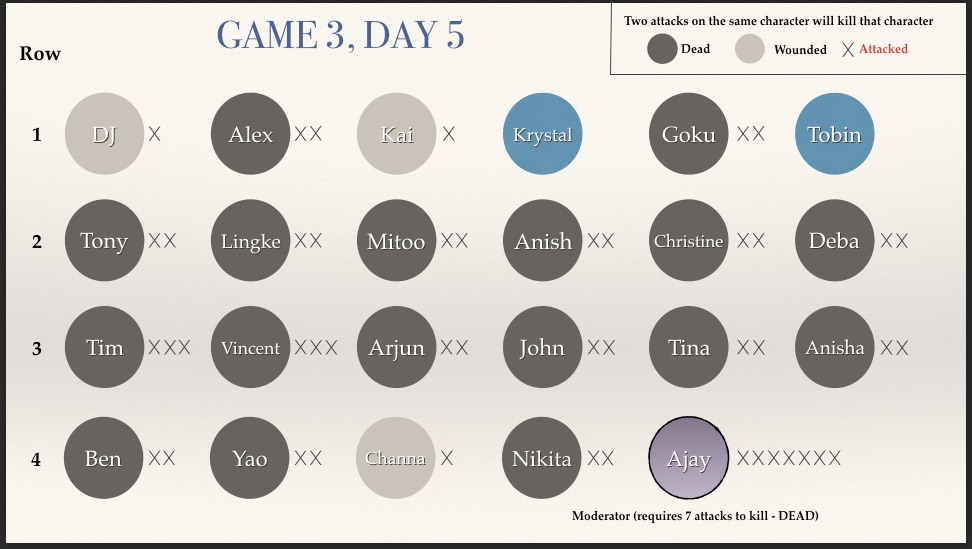 GAME 3, DAY 5
Two attacks on the same character will kill that character
Dead Wounded X Attacked
Row
1 DJ X Alex XX Kai X Krystal Goku XX Tobin
2 Tony XX Lingke XX Mitoo XX Anish XX Christine XX Deba XX
3 Tim XXX Vincent XXX Arjun XX John XX Tina XX Anisha XX
4 Ben XX Yao XX Channa X Nikita XX Ajay XXXXXXX
Moderator (requires 7 attacks to kill - DEAD)